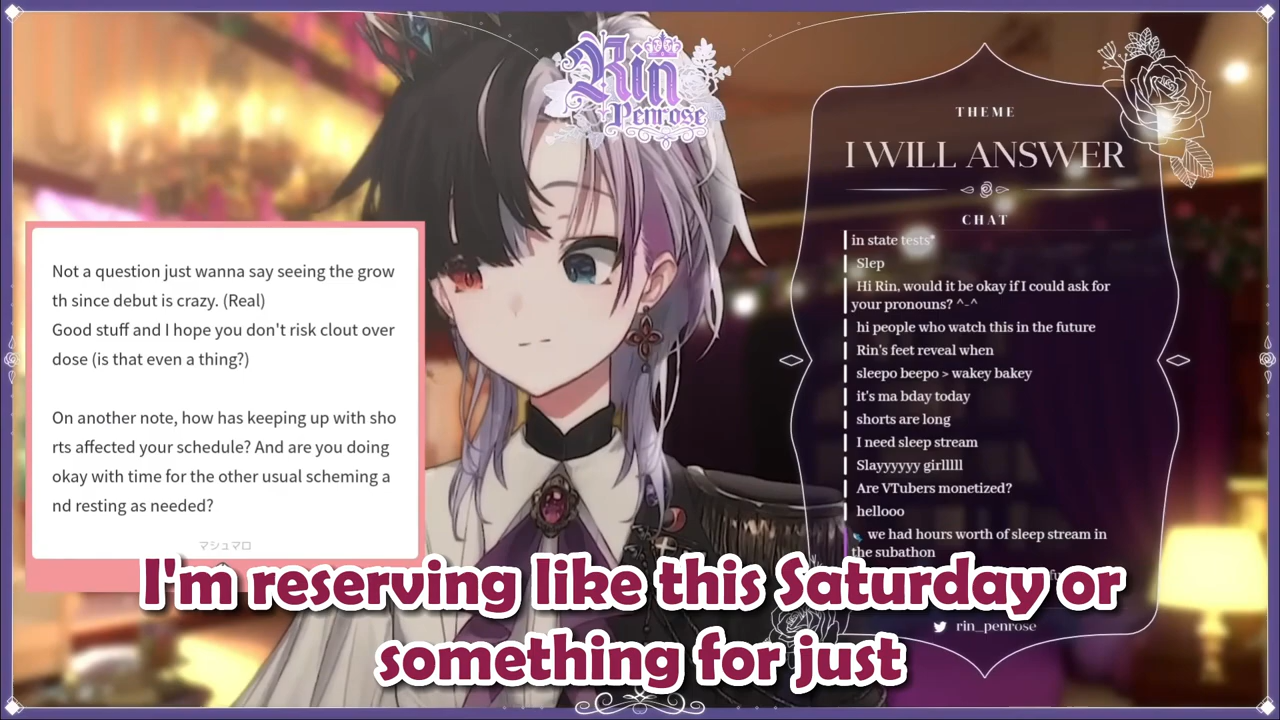 Rin
Penrose
Not a question just wanna say seeing the grow
th since debut is crazy. (Real)
Good stuff and I hope you don't risk clout over
dose (is that even a thing?)
On another note, how has keeping up with sho
rts affected your schedule? And are you doing
okay with time for the other usual scheming a
nd resting as needed?
マシュマロ
THEME
I WILL ANSWER
CHAT
in state tests*
Slep
Hi Rin, would it be okay if I could ask for
your pronouns? ^-^
hi people who watch this in the future
Rin's feet reveal when
sleepo beepo > wakey bakey
it's ma bday today
shorts are long
I need sleep stream
Slayyyyyy girlllll
Are VTubers monetized?
hellooo
we had hours worth of sleep stream in
the subathon
rin_penrose
I'm reserving like this Saturday or
something for just